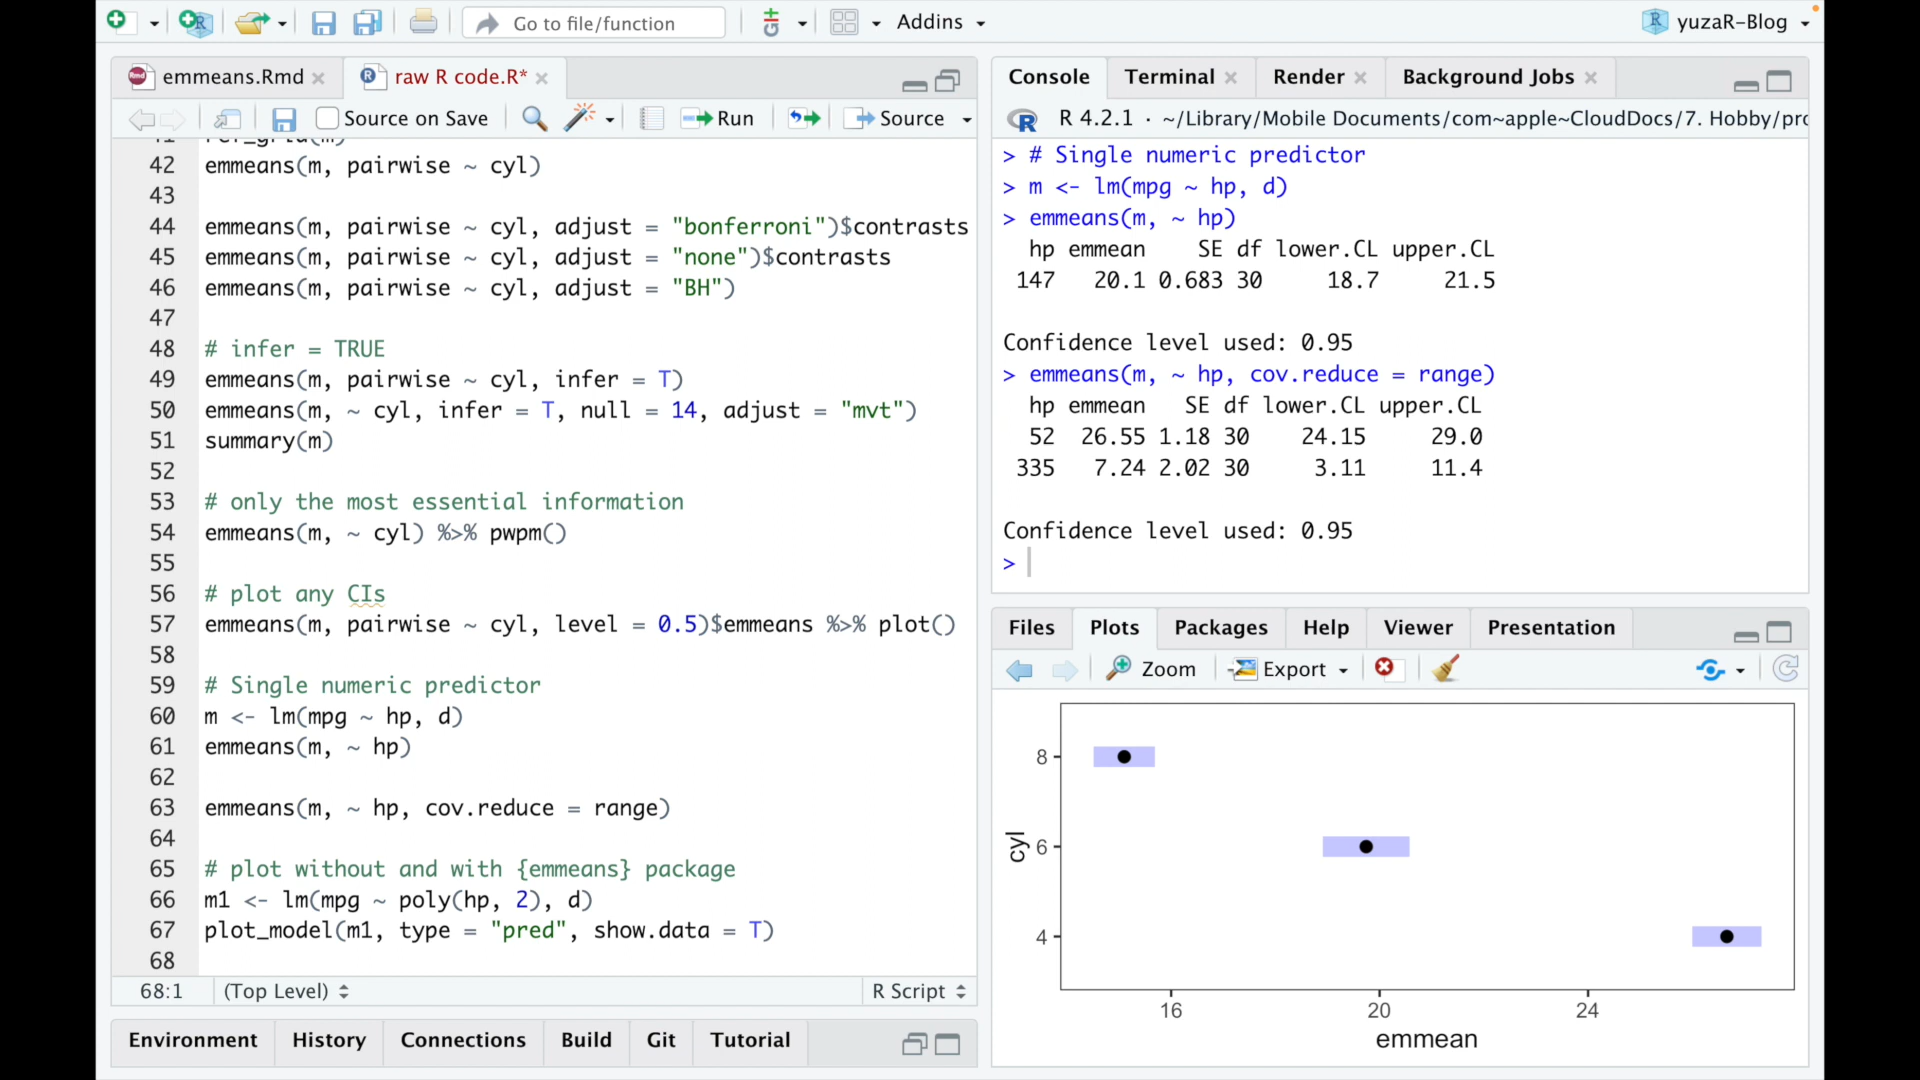 Go to file/function
Addins
yuzaR-Blog
emmeans.Rmd
raw R code.R*
Source on Save
Run
Source
41 ref_grid(m)
42 emmeans(m, pairwise ~ cyl)
43
44 emmeans(m, pairwise ~ cyl, adjust = "bonferroni")$contrasts
45 emmeans(m, pairwise ~ cyl, adjust = "none")$contrasts
46 emmeans(m, pairwise ~ cyl, adjust = "BH")
47
48 # infer = TRUE
49 emmeans(m, pairwise ~ cyl, infer = T)
50 emmeans(m, ~ cyl, infer = T, null = 14, adjust = "mvt")
51 summary(m)
52
53 # only the most essential information
54 emmeans(m, ~ cyl) %>% pwpm()
55
56 # plot any CIs
57 emmeans(m, pairwise ~ cyl, level = 0.5)$emmeans %>% plot()
58
59 # Single numeric predictor
60 m <- lm(mpg ~ hp, d)
61 emmeans(m, ~ hp)
62
63 emmeans(m, ~ hp, cov.reduce = range)
64
65 # plot without and with {emmeans} package
66 m1 <- lm(mpg ~ poly(hp, 2), d)
67 plot_model(m1, type = "pred", show.data = T)
68
68:1 (Top Level) R Script
Environment History Connections Build Git Tutorial
Console Terminal Render Background Jobs
R 4.2.1 · ~/Library/Mobile Documents/com~apple~CloudDocs/7. Hobby/pro
> # Single numeric predictor
> m <- lm(mpg ~ hp, d)
> emmeans(m, ~ hp)
hp emmean SE df lower.CL upper.CL
147 20.1 0.683 30 18.7 21.5
Confidence level used: 0.95
> emmeans(m, ~ hp, cov.reduce = range)
hp emmean SE df lower.CL upper.CL
52 26.55 1.18 30 24.15 29.0
335 7.24 2.02 30 3.11 11.4
Confidence level used: 0.95
>
Files Plots Packages Help Viewer Presentation
Zoom Export
8
6
4
cyl
16 20 24
emmean